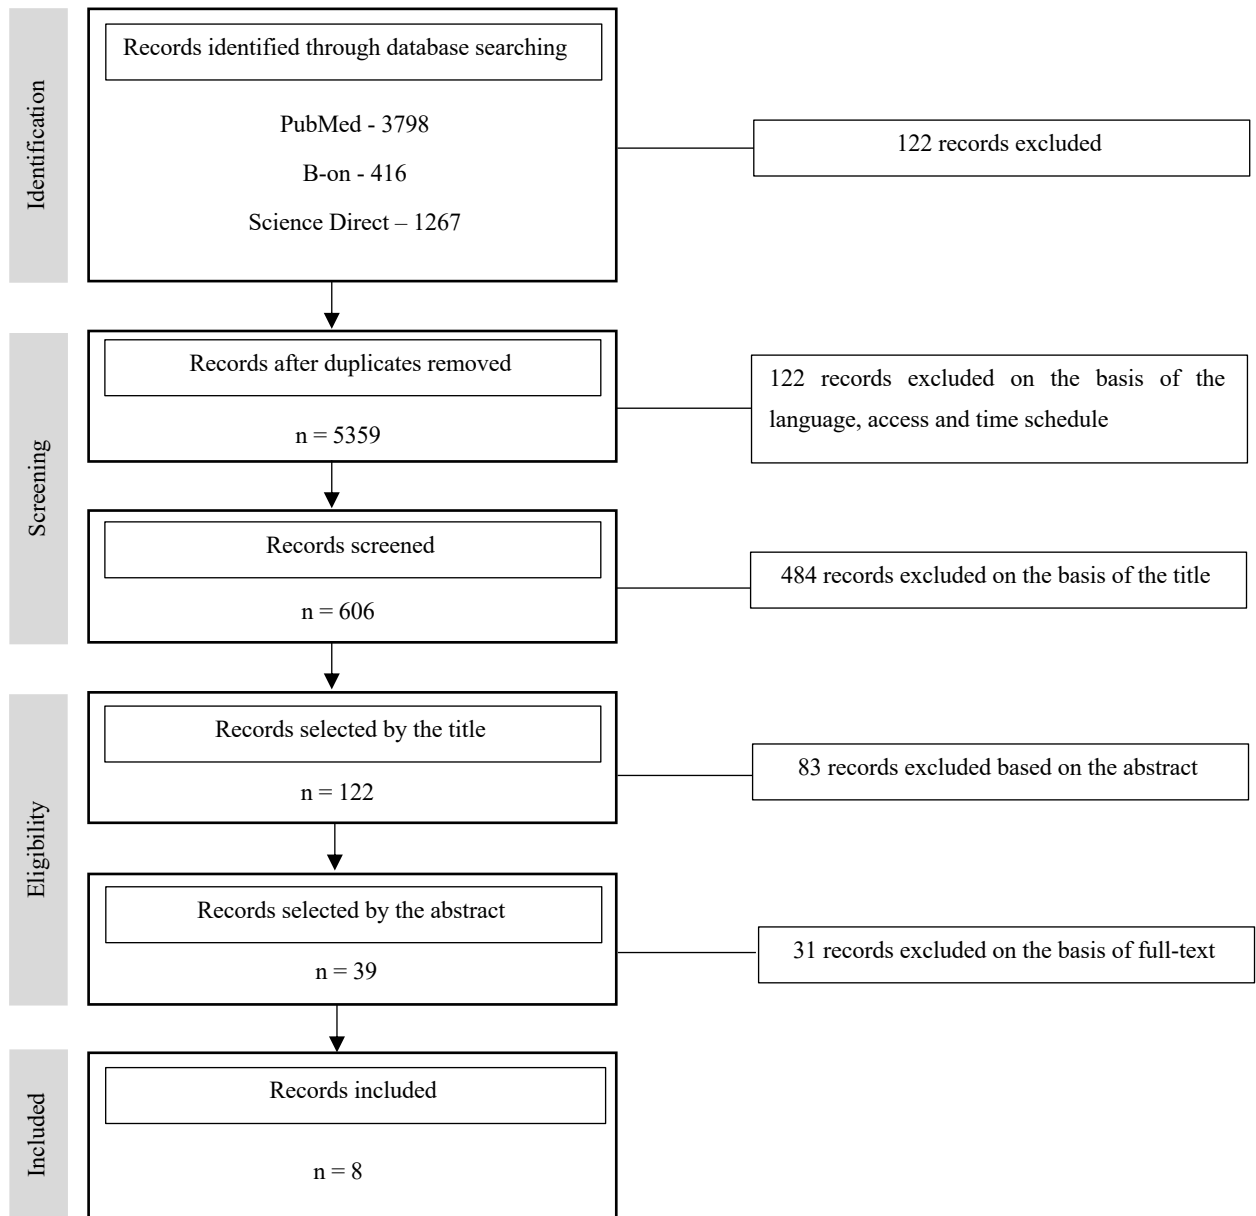 Identification
Records identified through database searching
PubMed - 3798
B-on - 416
Science Direct – 1267
122 records excluded
Screening
Records after duplicates removed
n = 5359
122 records excluded on the basis of the
language, access and time schedule
Records screened
n = 606
484 records excluded on the basis of the title
Eligibility
Records selected by the title
n = 122
83 records excluded based on the abstract
Records selected by the abstract
n = 39
31 records excluded on the basis of full-text
Included
Records included
n = 8